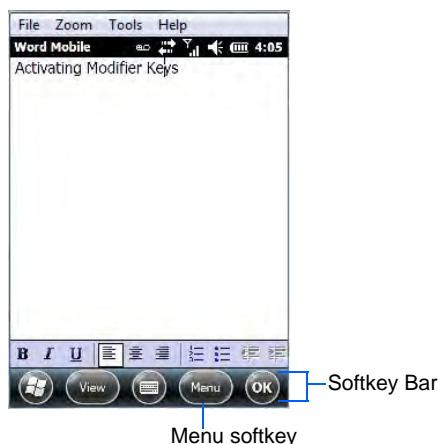 File Zoom Tools Help
Word Mobile 4:05
Activating Modifier Keys
B I U
View Menu OK
Softkey Bar
Menu softkey